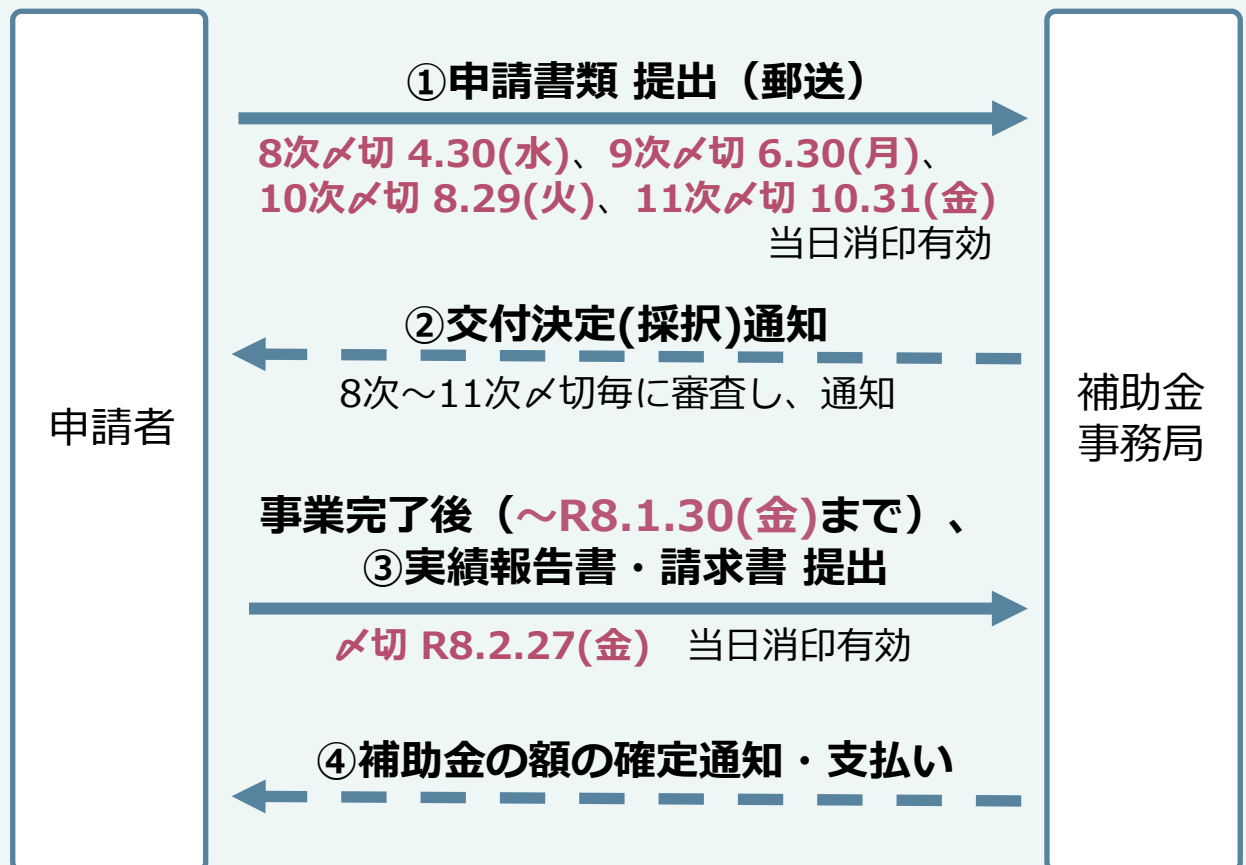 ①申請書類 提出（郵送）
8次〆切 4.30(水)、9次〆切 6.30(月)、
10次〆切 8.29(火)、11次〆切 10.31(金)
当日消印有効
②交付決定(採択)通知
8次～11次〆切毎に審査し、通知
申請者
補助金
事務局
事業完了後（～R8.1.30(金)まで）、
③実績報告書・請求書 提出
〆切 R8.2.27(金) 当日消印有効
④補助金の額の確定通知・支払い